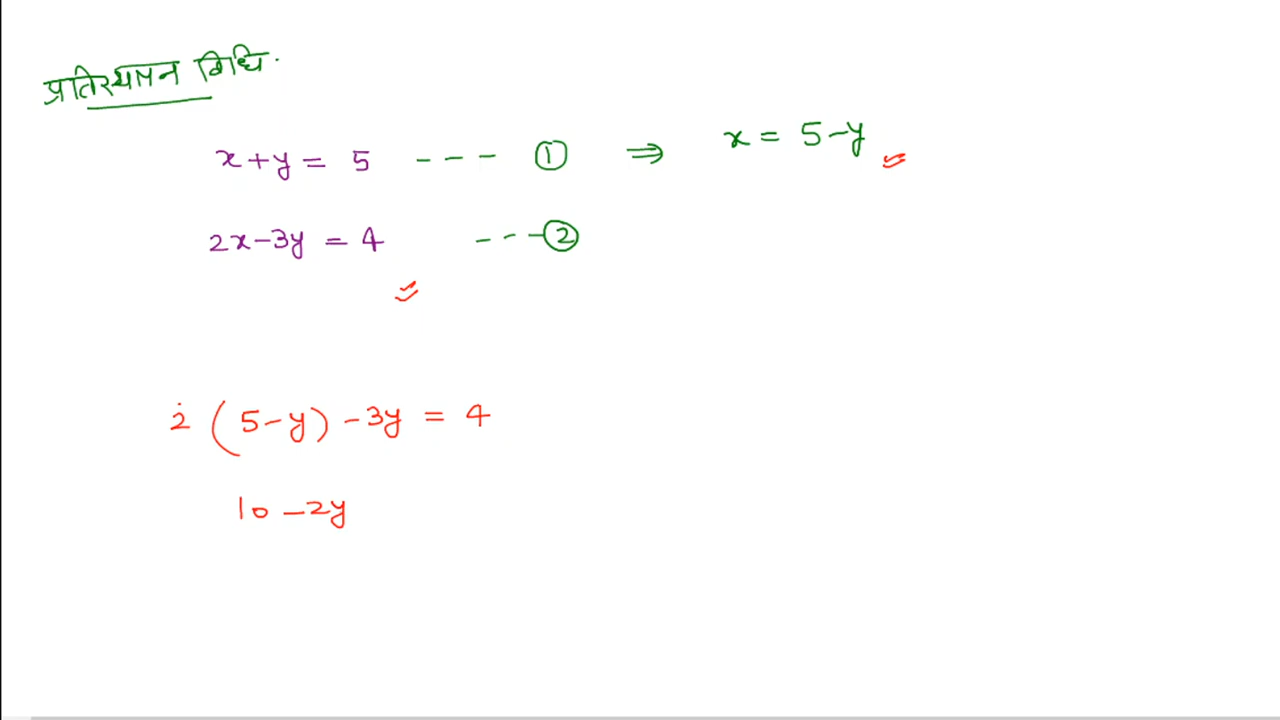 प्रतिस्थापन विधि.
x+y = 5 --- ① ⇒ x = 5-y
2x-3y = 4 --- ②
2 (5-y) -3y = 4
10 -2y